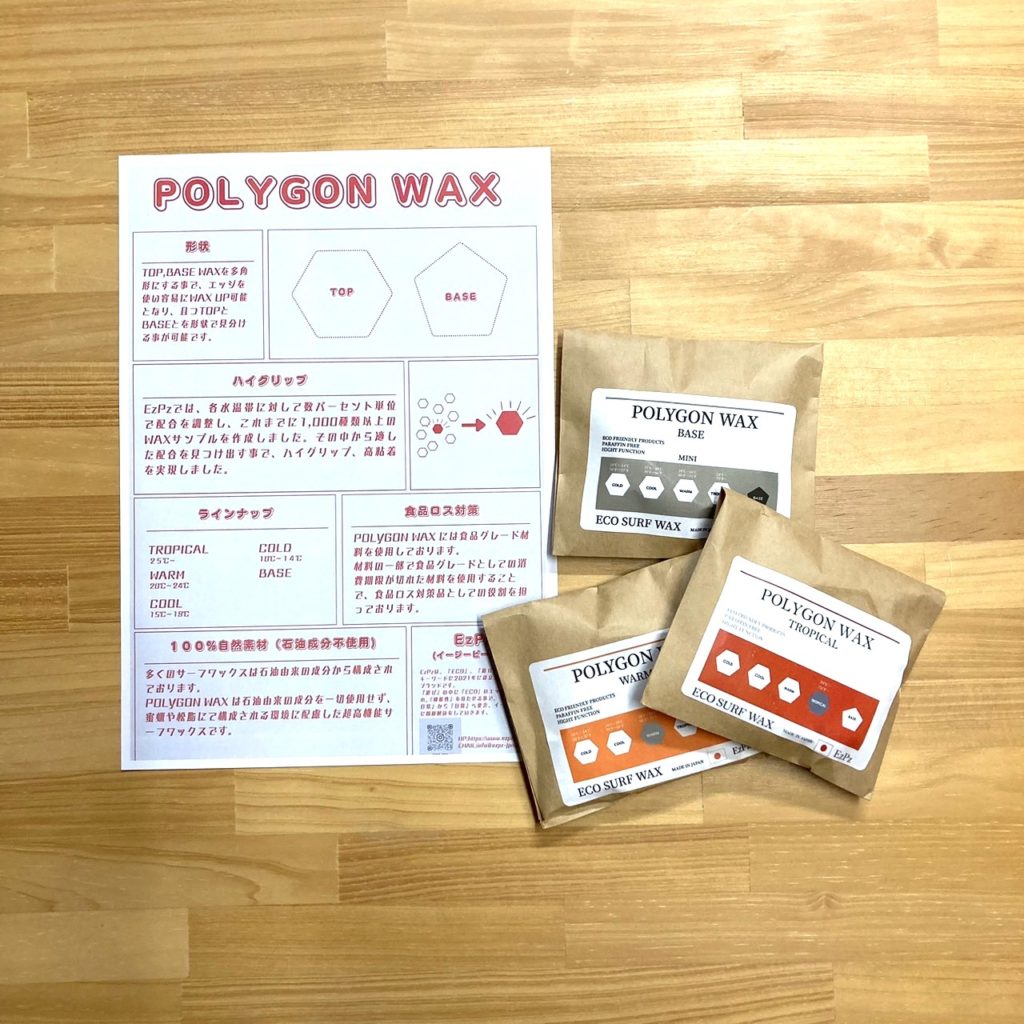 POLYGON WAX
形状
TOP,BASE WAXを多角
形にする事で、エッジを
使い容易にWAX UP可能
となり、且つTOPと
BASEとを形状で見分け
る事が可能です。
TOP
BASE
ハイグリップ
EzPzでは、各水温帯に対して数パーセント単位
で配合を調整し、これまでに1,000種類以上の
WAXサンプルを作成しました。その中から適し
た配合を見つけ出す事で、ハイグリップ、高粘着
を実現しました。
ラインナップ
TROPICAL
25℃~
WARM
20℃~24℃
COOL
15℃~19℃
COLD
10℃~14℃
BASE
食品ロス対策
POLYGON WAXには食品グレード材
料を使用しております。
材料の一部で食品グレードとしての消
費期限が切れた材料を使用すること
で、食品ロス対策品としての役割を担
っております。
100%自然素材（石油成分不使用）
多くのサーフワックスは石油由来の成分から構成され
ております。
POLYGON WAXは石油由来の成分を一切使用せず、
蜜蝋や松脂にて構成される環境に配慮した超高機能サ
ーフワックスです。
EzP
(イージーピー
POLYGON WAX
BASE
ECO FRIENDLY PRODUCTS
PARAFFIN FREE
HIGHT FUNCTION
MINI
COLD
COOL
WARM
BASE
ECO SURF WAX
MADE IN
POLYGON
WARM
ECO FRIENDLY PRODUCTS
PARAFFIN FREE
HIGHT FUNCTION
COLD
COOL
WARM
ECO SURF WAX
MADE IN JAPAN
POLYGON WAX
TROPICAL
ECO FRIENDLY PRODUCTS
PARAFFIN FREE
HIGHT FUNCTION
COLD
COOL
WARM
TROPICAL
BASE
ECO SURF WAX
MADE IN JAPAN
EzPz